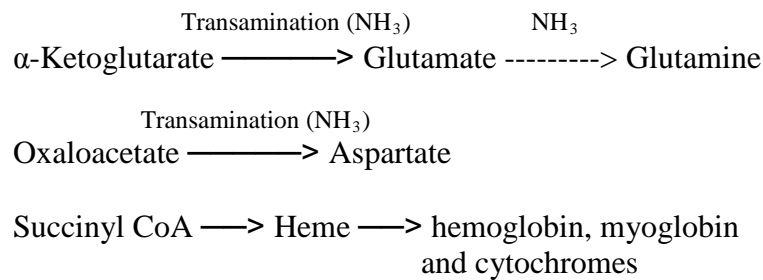 Transamination (NH₃) NH₃
α-Ketoglutarate ———> Glutamate ---------> Glutamine
Transamination (NH₃)
Oxaloacetate ———> Aspartate
Succinyl CoA ——> Heme ——> hemoglobin, myoglobin
and cytochromes